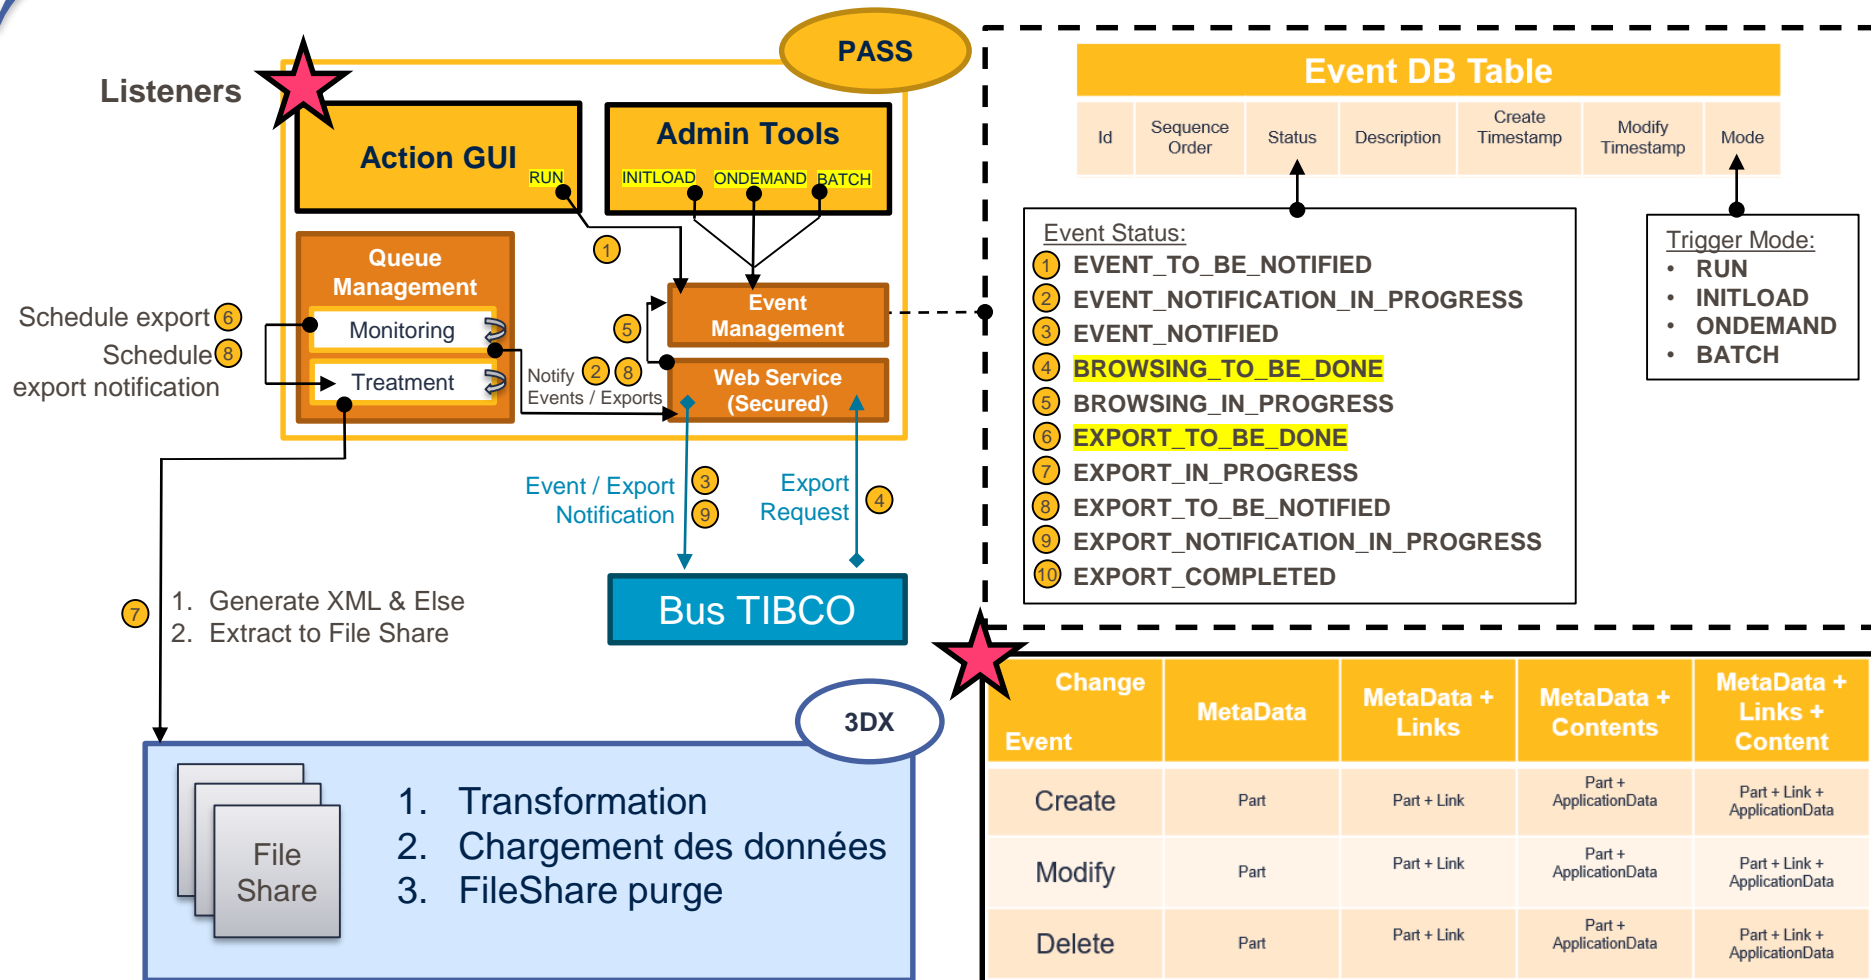 PASS
Listeners
Action GUI
RUN
Admin Tools
INITLOAD ONDEMAND BATCH
1
Queue
Management
Monitoring
Treatment
Schedule export 6
Schedule 8
export notification
Event
Management
5
Web Service
(Secured)
Notify 2 8
Events / Exports
Event / Export 3
Notification 9
Export
Request 4
Bus TIBCO
7
1. Generate XML & Else
2. Extract to File Share
3DX
File
Share
1. Transformation
2. Chargement des données
3. FileShare purge
Event DB Table
Id
Sequence
Order
Status
Description
Create
Timestamp
Modify
Timestamp
Mode
Event Status:
1 EVENT_TO_BE_NOTIFIED
2 EVENT_NOTIFICATION_IN_PROGRESS
3 EVENT_NOTIFIED
4 BROWSING_TO_BE_DONE
5 BROWSING_IN_PROGRESS
6 EXPORT_TO_BE_DONE
7 EXPORT_IN_PROGRESS
8 EXPORT_TO_BE_NOTIFIED
9 EXPORT_NOTIFICATION_IN_PROGRESS
10 EXPORT_COMPLETED
Trigger Mode:
• RUN
• INITLOAD
• ONDEMAND
• BATCH
Change
Event
MetaData
MetaData +
Links
MetaData +
Contents
MetaData +
Links +
Content
Create
Part
Part + Link
Part +
ApplicationData
Part + Link +
ApplicationData
Modify
Part
Part + Link
Part +
ApplicationData
Part + Link +
ApplicationData
Delete
Part
Part + Link
Part +
ApplicationData
Part + Link +
ApplicationData